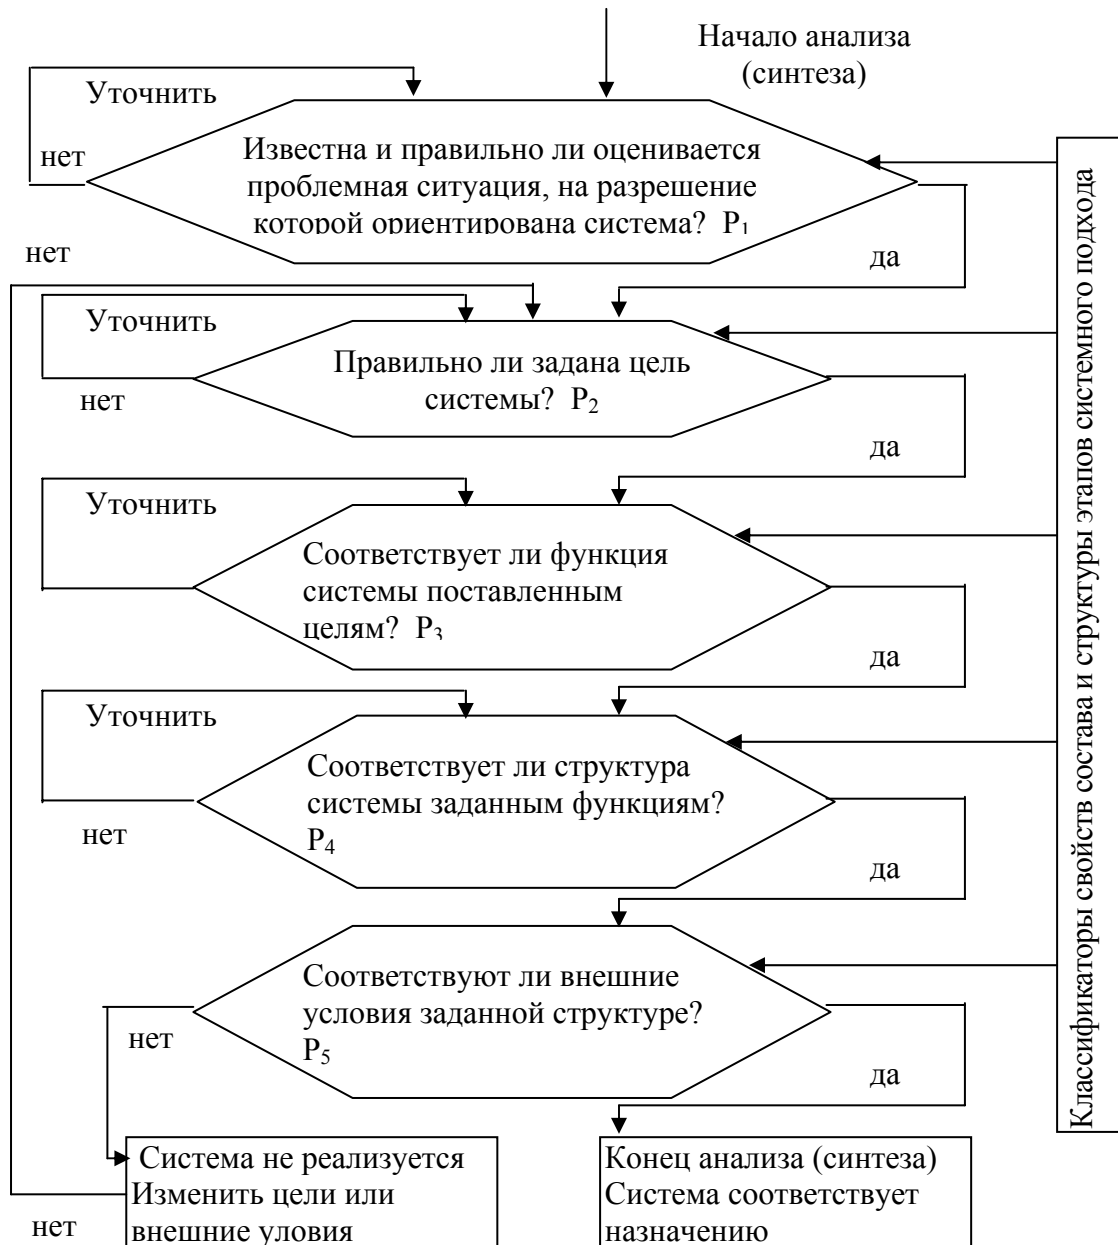 Начало анализа
(синтеза)
Уточнить
нет
Известна и правильно ли оценивается
проблемная ситуация, на разрешение
которой ориентирована система? P₁
нет
да
Уточнить
Правильно ли задана цель
системы? P₂
нет
да
Уточнить
Соответствует ли функция
системы поставленным
целям? P₃
да
Уточнить
Соответствует ли структура
системы заданным функциям?
P₄
нет
да
Соответствуют ли внешние
условия заданной структуре?
P₅
нет
да
Система не реализуется
Изменить цели или
внешние уловия
нет
Конец анализа (синтеза)
Система соответствует
назначению
Классификаторы свойств состава и структуры этапов системного подхода